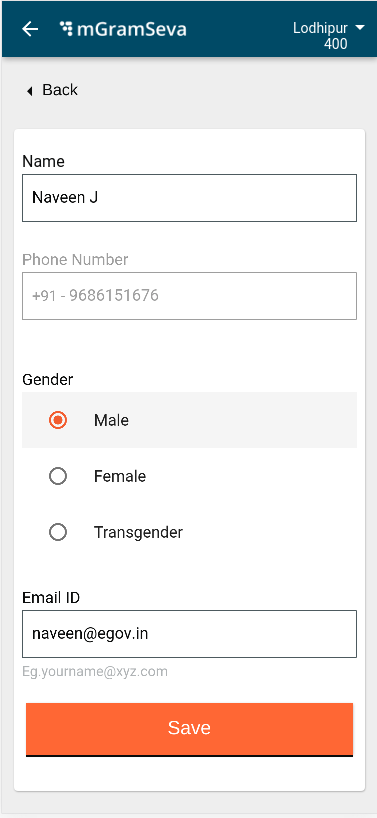 mGramSeva
Lodhipur
400
Back
Name
Naveen J
Phone Number
+91 - 9686151676
Gender
Male
Female
Transgender
Email ID
naveen@egov.in
Eg.yourname@xyz.com
Save